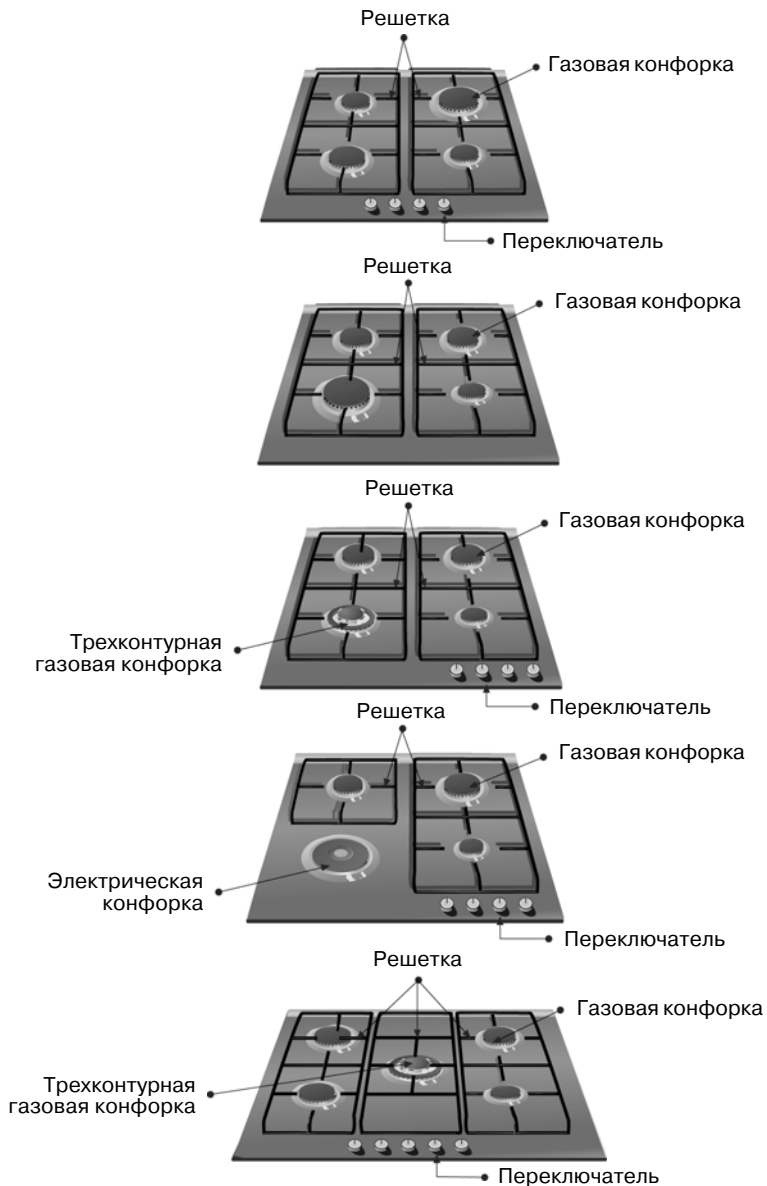 Решетка
Газовая конфорка
Переключатель
Решетка
Газовая конфорка
Решетка
Газовая конфорка
Трехконтурная
газовая конфорка
Переключатель
Решетка
Газовая конфорка
Электрическая
конфорка
Переключатель
Решетка
Газовая конфорка
Трехконтурная
газовая конфорка
Переключатель